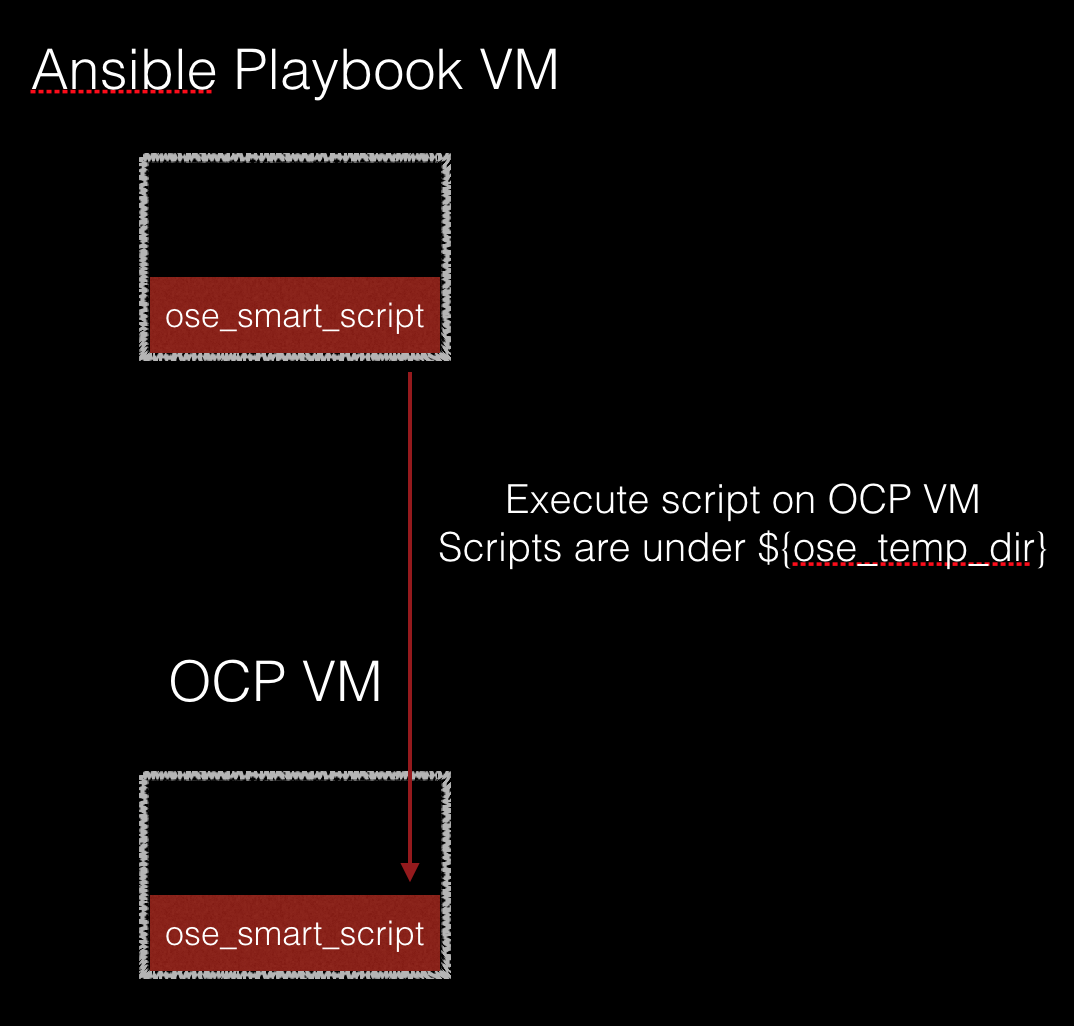 Ansible Playbook VM
ose_smart_script
Execute script on OCP VM
Scripts are under ${ose_temp_dir}
OCP VM
ose_smart_script